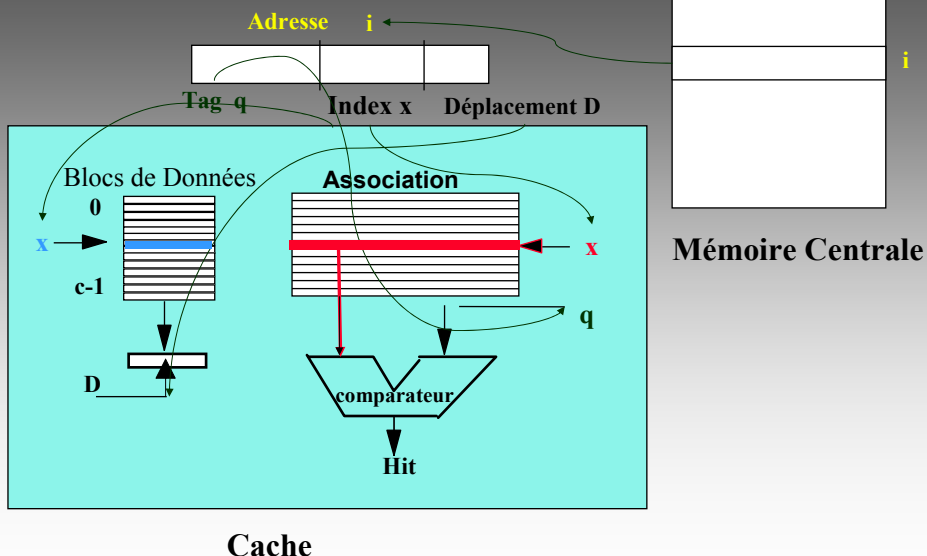 Adresse i
i
Tag q
Index x
Déplacement D
Blocs de Données
Association
0
x
x
Mémoire Centrale
c-1
q
D
comparateur
Hit
Cache